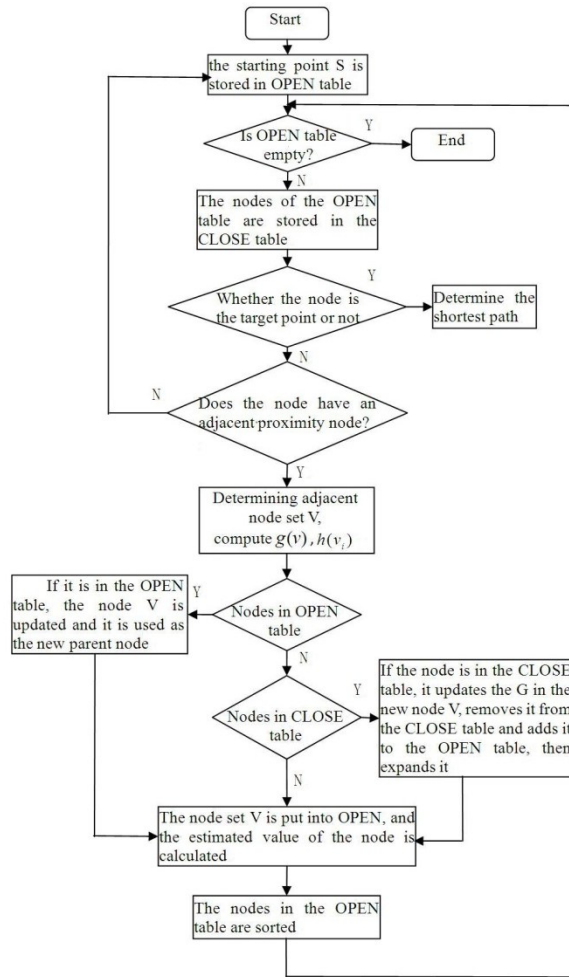 Start
the starting point S is
stored in OPEN table
Is OPEN table
empty?
Y
End
N
The nodes of the OPEN
table are stored in the
CLOSE table
Whether the node is
the target point or not
Y
Determine the
shortest path
N
Does the node have an
adjacent proximity node?
N
Y
Determining adjacent
node set V,
compute g(v) , h(v_i)
If it is in the OPEN
table, the node V is
updated and it is used as
the new parent node
Y
Nodes in OPEN
table
N
Nodes in CLOSE
table
Y
If the node is in the CLOSE
table, it updates the G in the
new node V, removes it from
the CLOSE table and adds it
to the OPEN table, then
expands it
N
The node set V is put into OPEN, and
the estimated value of the node is
calculated
The nodes in the OPEN
table are sorted